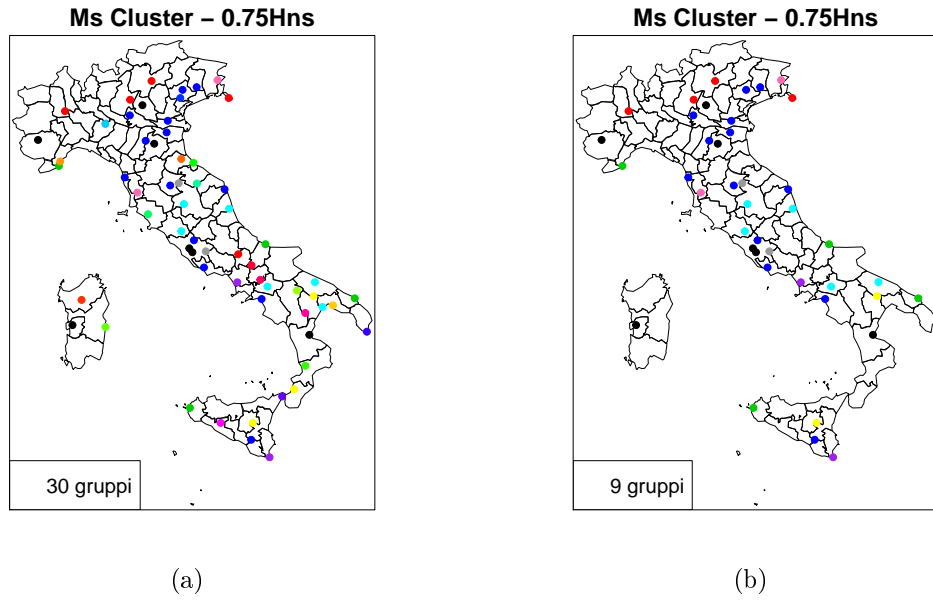 Ms Cluster – 0.75Hns
30 gruppi
(a)
Ms Cluster – 0.75Hns
9 gruppi
(b)